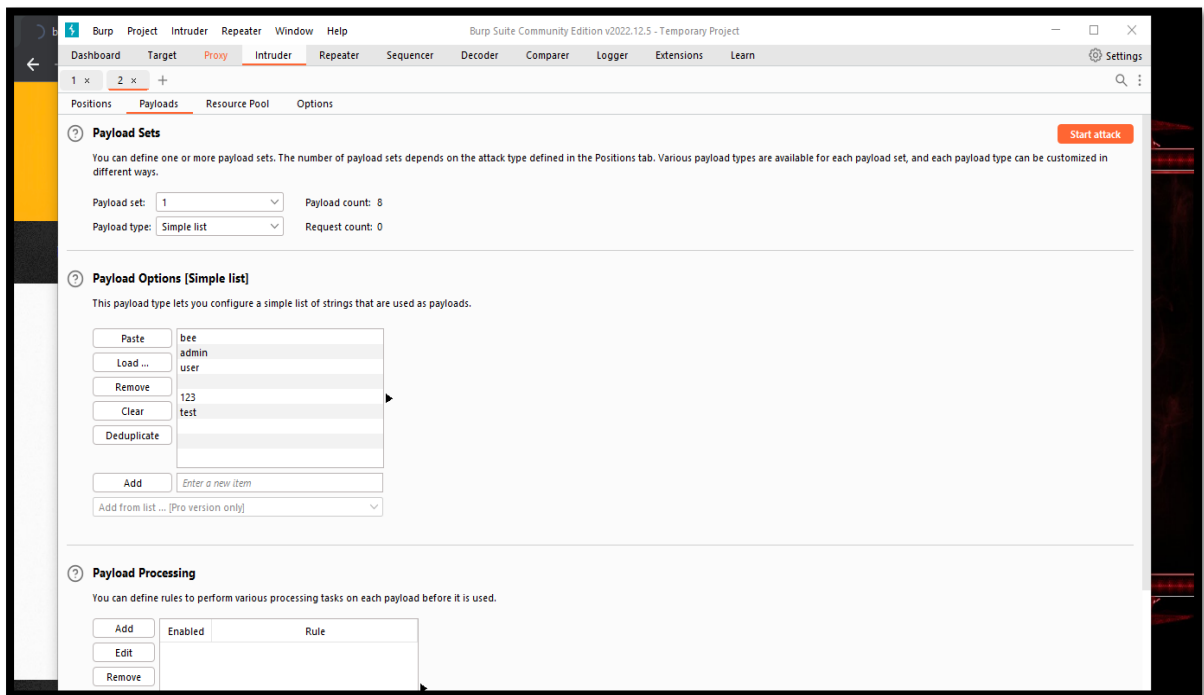 Burp Project Intruder Repeater Window Help Burp Suite Community Edition v2022.12.5 - Temporary Project
Dashboard Target Proxy Intruder Repeater Sequencer Decoder Comparer Logger Extensions Learn Settings
1 × 2 × +
Positions Payloads Resource Pool Options
? Payload Sets Start attack
You can define one or more payload sets. The number of payload sets depends on the attack type defined in the Positions tab. Various payload types are available for each payload set, and each payload type can be customized in
different ways.
Payload set: 1 Payload count: 8
Payload type: Simple list Request count: 0
? Payload Options [Simple list]
This payload type lets you configure a simple list of strings that are used as payloads.
Paste bee
admin
Load ... user
Remove
123
Clear test
Deduplicate
Add Enter a new item
Add from list ... [Pro version only]
? Payload Processing
You can define rules to perform various processing tasks on each payload before it is used.
Add Enabled Rule
Edit
Remove